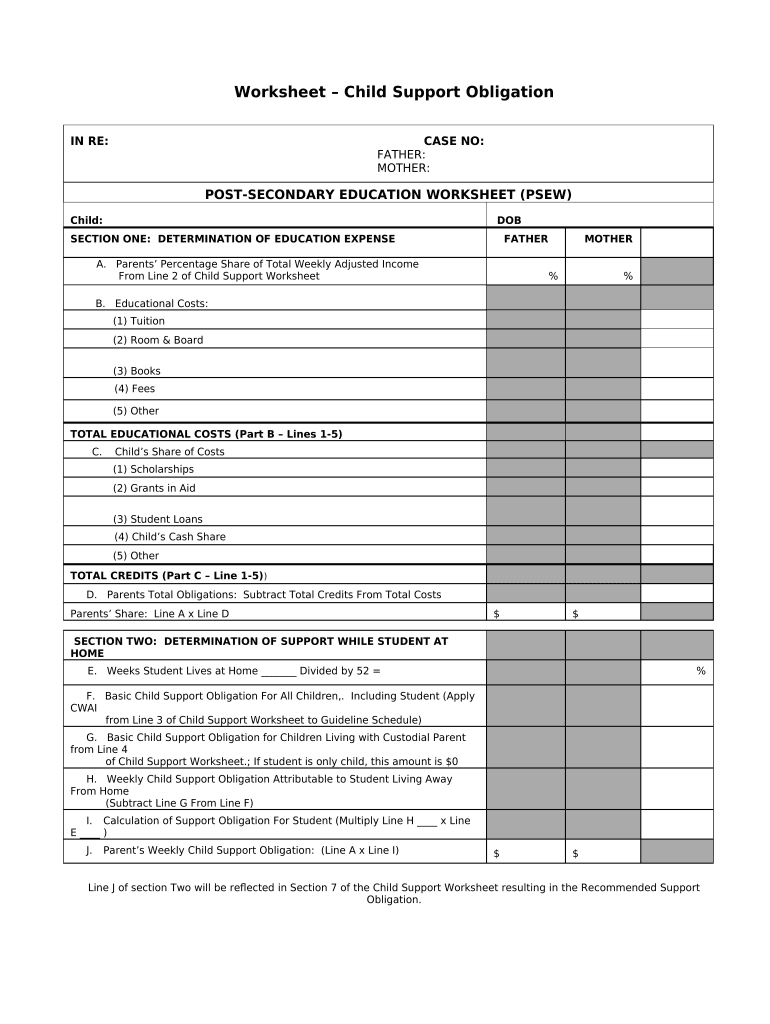 Worksheet – Child Support Obligation
IN RE: CASE NO:
FATHER:
MOTHER:
POST-SECONDARY EDUCATION WORKSHEET (PSEW)
Child: DOB
SECTION ONE: DETERMINATION OF EDUCATION EXPENSE FATHER MOTHER
A. Parents’ Percentage Share of Total Weekly Adjusted Income
From Line 2 of Child Support Worksheet % %
B. Educational Costs:
(1) Tuition
(2) Room & Board
(3) Books
(4) Fees
(5) Other
TOTAL EDUCATIONAL COSTS (Part B – Lines 1-5)
C. Child’s Share of Costs
(1) Scholarships
(2) Grants in Aid
(3) Student Loans
(4) Child’s Cash Share
(5) Other
TOTAL CREDITS (Part C – Line 1-5))
D. Parents Total Obligations: Subtract Total Credits From Total Costs
Parents’ Share: Line A x Line D $ $
SECTION TWO: DETERMINATION OF SUPPORT WHILE STUDENT AT
HOME
E. Weeks Student Lives at Home ______ Divided by 52 = %
F. Basic Child Support Obligation For All Children,. Including Student (Apply
CWAI
from Line 3 of Child Support Worksheet to Guideline Schedule)
G. Basic Child Support Obligation for Children Living with Custodial Parent
from Line 4
of Child Support Worksheet.; If student is only child, this amount is $0
H. Weekly Child Support Obligation Attributable to Student Living Away
From Home
(Subtract Line G From Line F)
I. Calculation of Support Obligation For Student (Multiply Line H ____ x Line
E ____ )
J. Parent’s Weekly Child Support Obligation: (Line A x Line I) $ $
Line J of section Two will be reflected in Section 7 of the Child Support Worksheet resulting in the Recommended Support
Obligation.